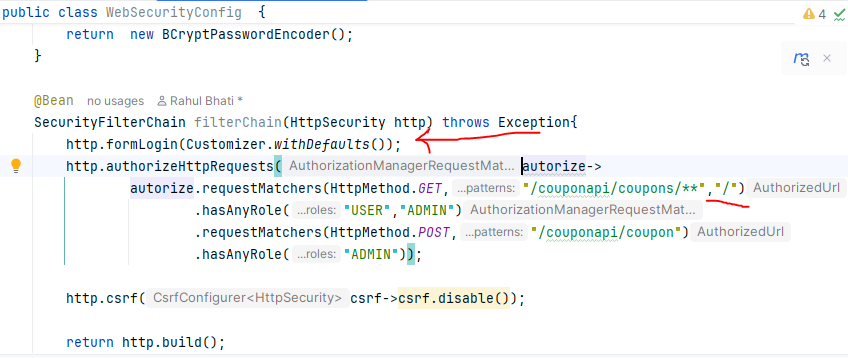 public class WebSecurityConfig  { 4
return  new BCryptPasswordEncoder();
}
@Bean no usages Rahul Bhati *
SecurityFilterChain filterChain(HttpSecurity http) throws Exception{
http.formLogin(Customizer.withDefaults());
http.authorizeHttpRequests( AuthorizationManagerRequestMat... autorize->
autorize.requestMatchers(HttpMethod.GET, ...patterns: "/couponapi/coupons/**","/") AuthorizedUrl
.hasAnyRole( ...roles: "USER","ADMIN") AuthorizationManagerRequestMat...
.requestMatchers(HttpMethod.POST, ...patterns: "/couponapi/coupon") AuthorizedUrl
.hasAnyRole( ...roles: "ADMIN"));
http.csrf( CsrfConfigurer<HttpSecurity> csrf->csrf.disable());
return http.build();